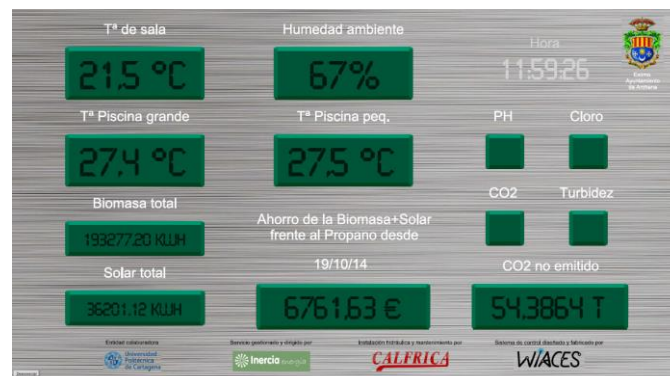 Tª de sala
Humedad ambiente
Hora
21,5 ºC
67%
11:59:26
Exlmo
Ayuntamiento
de Archena
Tª Piscina grande
Tª Piscina peq.
PH
Cloro
27,4 ºC
27,5 ºC
Biomasa total
CO2
Turbidez
193277.20 KWH
Ahorro de la Biomasa+Solar
frente al Propano desde
Solar total
19/10/14
CO2 no emitido
36201.12 KWH
6761,63 €
54,3864 T
Entidad colaboradora
Servicio gestionado y dirigido por
Instalación hidráulica y mantenimiento por
Sistema de control diseñado y fabricado por
Universidad
Politécnica
de Cartagena
Inercia energía
CALFRICA
WIACES